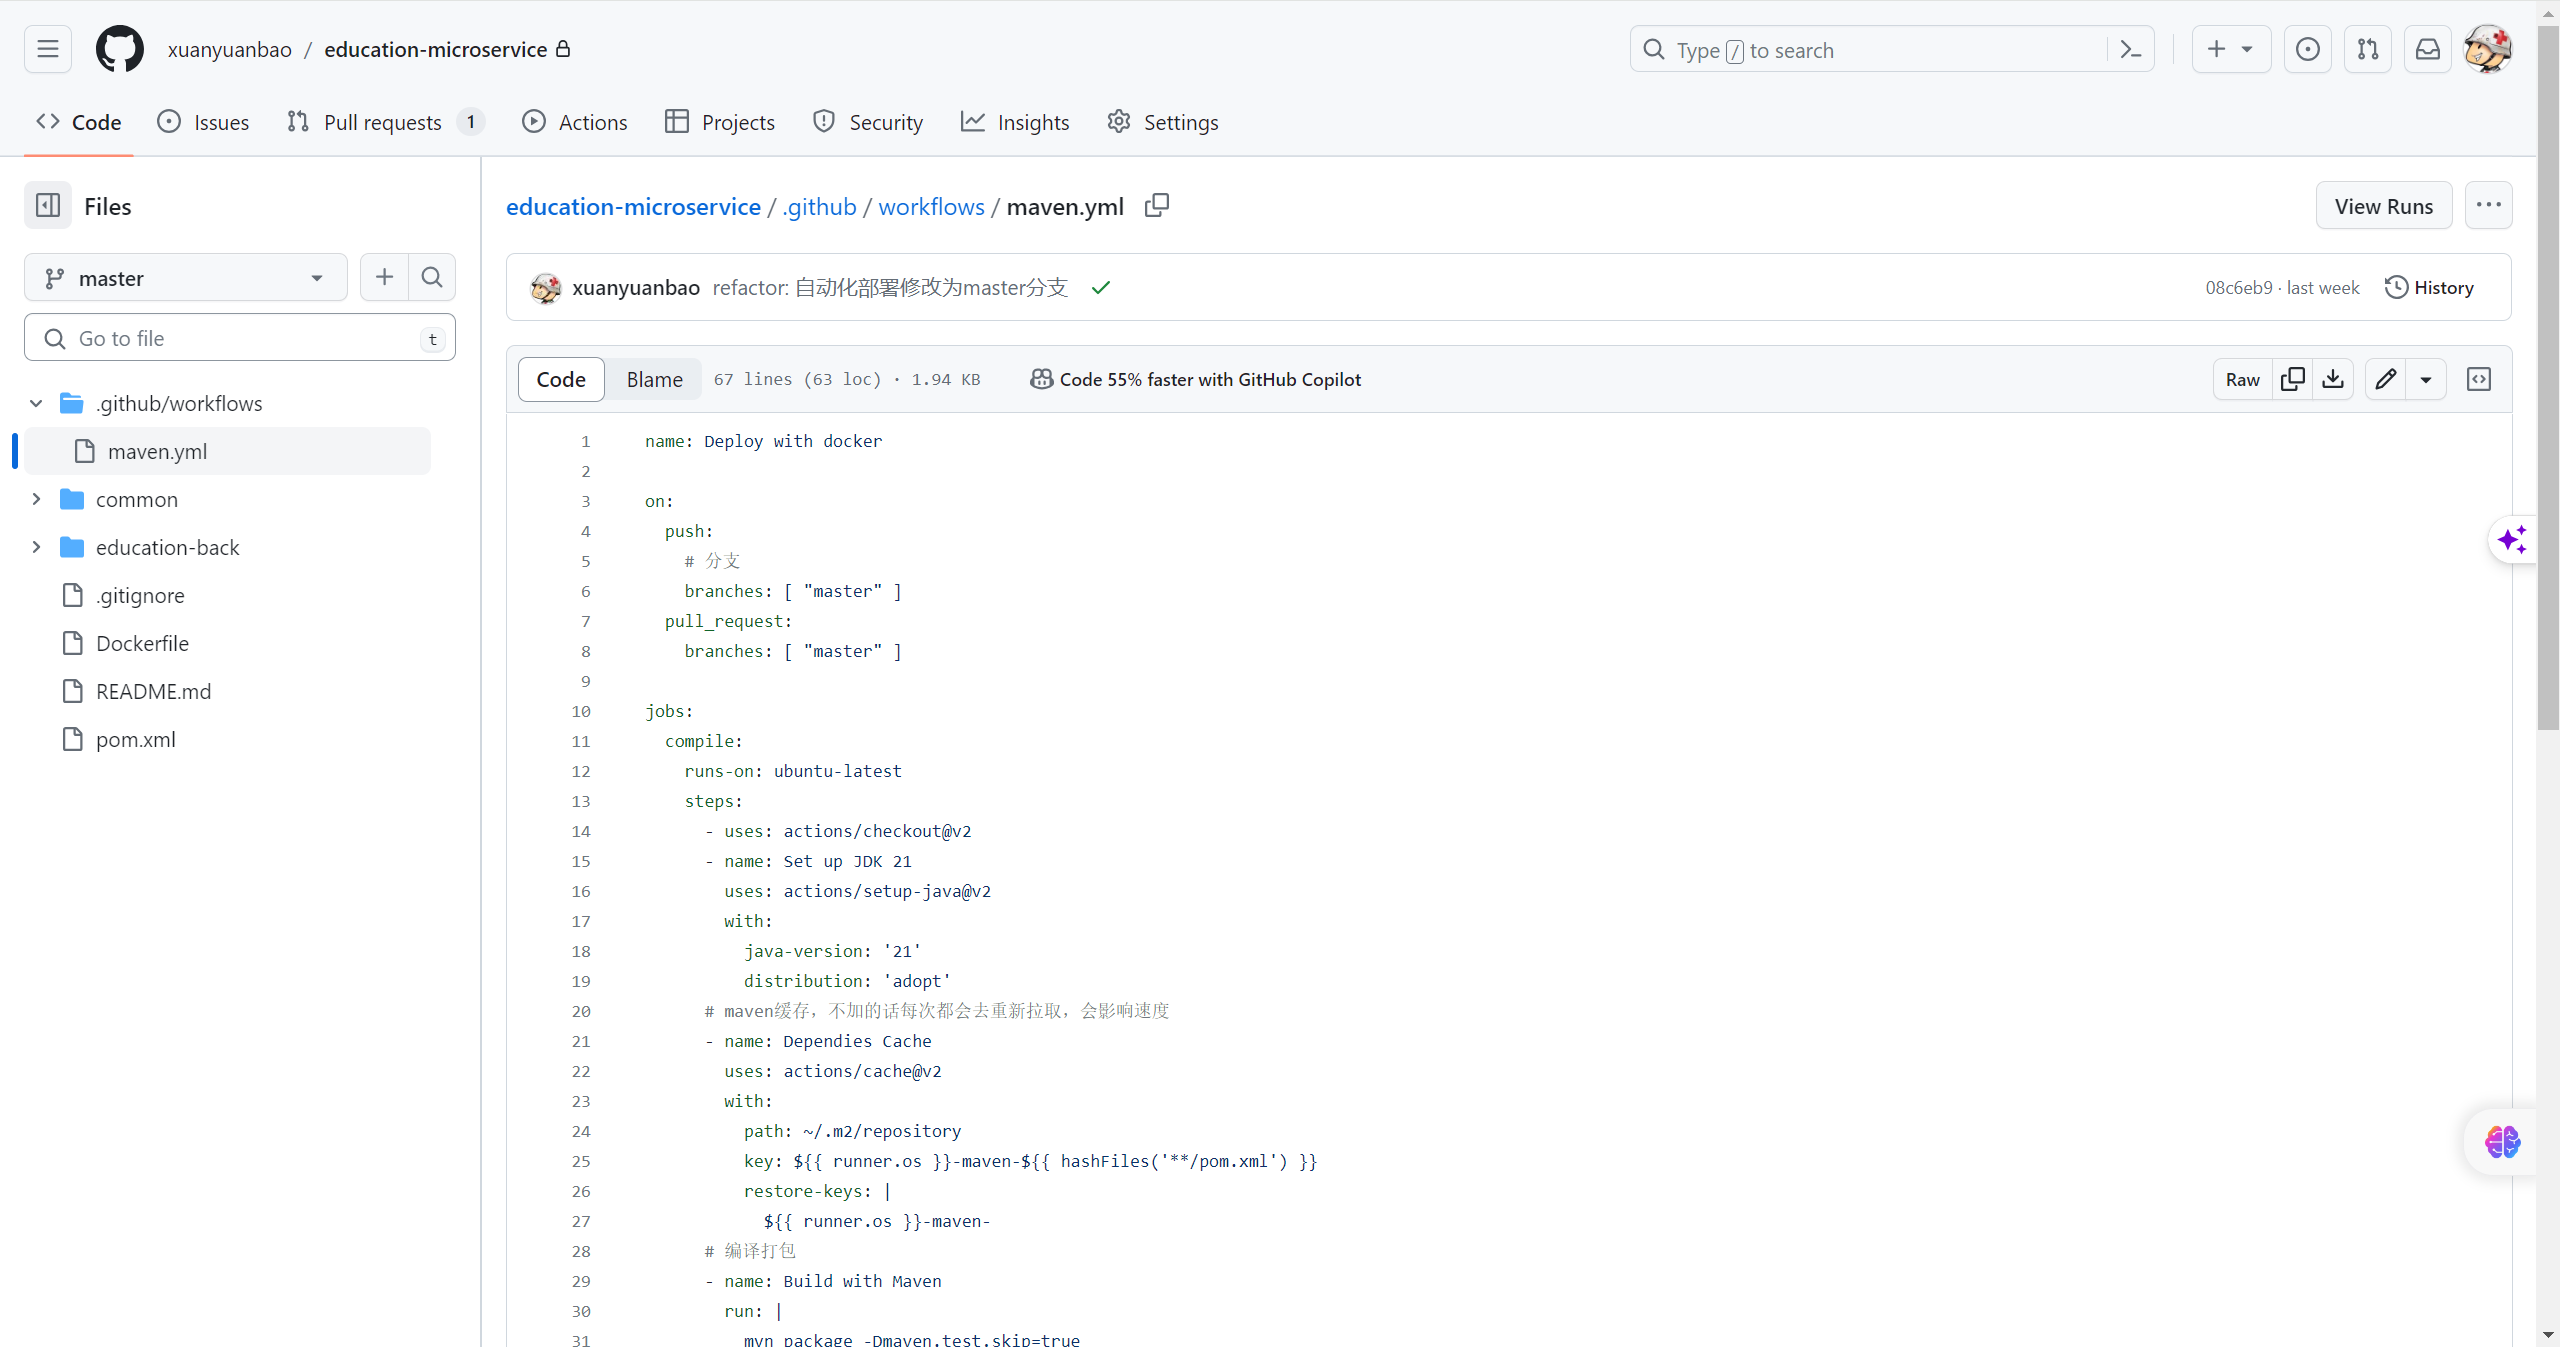 xuanyuanbao / education-microservice
Type / to search
Code
Issues
Pull requests 1
Actions
Projects
Security
Insights
Settings
Files
master
Go to file
t
.github/workflows
maven.yml
common
education-back
.gitignore
Dockerfile
README.md
pom.xml
education-microservice / .github / workflows / maven.yml
View Runs
xuanyuanbao refactor: 自动化部署修改为master分支
08c6eb9 · last week
History
Code
Blame
67 lines (63 loc) · 1.94 KB
Code 55% faster with GitHub Copilot
Raw
1 name: Deploy with docker
2
3 on:
4 push:
5 # 分支
6 branches: [ "master" ]
7 pull_request:
8 branches: [ "master" ]
9
10 jobs:
11 compile:
12 runs-on: ubuntu-latest
13 steps:
14 - uses: actions/checkout@v2
15 - name: Set up JDK 21
16 uses: actions/setup-java@v2
17 with:
18 java-version: '21'
19 distribution: 'adopt'
20 # maven缓存，不加的话每次都会去重新拉取，会影响速度
21 - name: Dependies Cache
22 uses: actions/cache@v2
23 with:
24 path: ~/.m2/repository
25 key: ${{ runner.os }}-maven-${{ hashFiles('**/pom.xml') }}
26 restore-keys: |
27 ${{ runner.os }}-maven-
28 # 编译打包
29 - name: Build with Maven
30 run: |
31 mvn package -Dmaven.test.skip=true